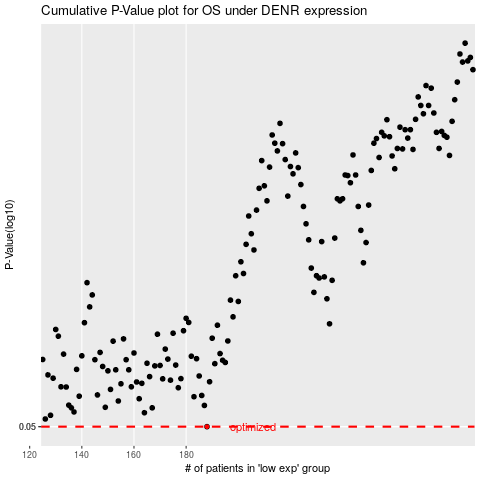 Cumulative P-Value plot for OS under DENR expression
P-Value(log10)
0.05
optimized
120 140 160 180
# of patients in 'low exp' group